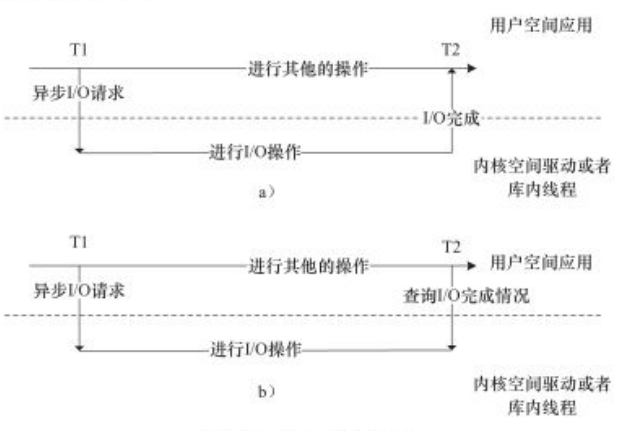 用户空间应用
T1
T2
进行其他的操作
异步I/O请求
I/O完成
进行I/O操作
内核空间驱动或者
库内线程
a）
T1
T2
进行其他的操作
用户空间应用
异步I/O请求
查询I/O完成情况
进行I/O操作
b）
内核空间驱动或者
库内线程